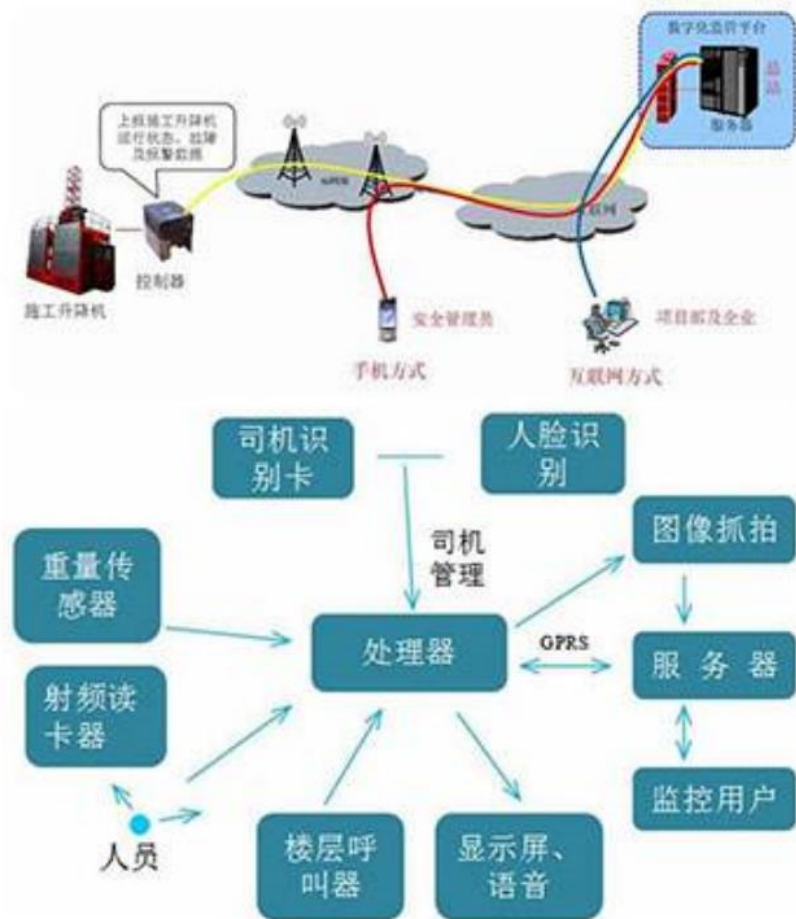 数字化监管平台
服务器
上报施工升降机
运行状态、故障
及报警数据
施工升降机
控制器
安全管理员
手机方式
项目部及企业
互联网方式
司机识
别卡
人脸识
别
司机
管理
图像抓拍
重量传
感器
处理器
GPRS
服务器
射频读
卡器
监控用户
人员
楼层呼
叫器
显示屏、
语音